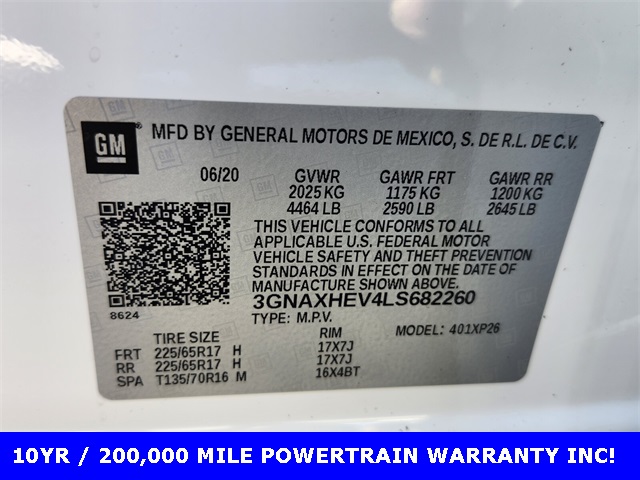 GM MFD BY GENERAL MOTORS DE MEXICO, S. DE R.L. DE C.V.
06/20 GVWR GAWR FRT GAWR RR
2025 KG 1175 KG 1200 KG
4464 LB 2590 LB 2645 LB
THIS VEHICLE CONFORMS TO ALL
APPLICABLE U.S. FEDERAL MOTOR
VEHICLE SAFETY AND THEFT PREVENTION
STANDARDS IN EFFECT ON THE DATE OF
MANUFACTURE SHOWN ABOVE.
3GNAXHEV4LS682260
8624 TYPE: M.P.V. MODEL: 401XP26
TIRE SIZE RIM
FRT 225/65R17 H 17X7J
RR 225/65R17 H 17X7J
SPA T135/70R16 M 16X4BT
10YR / 200,000 MILE POWERTRAIN WARRANTY INC!